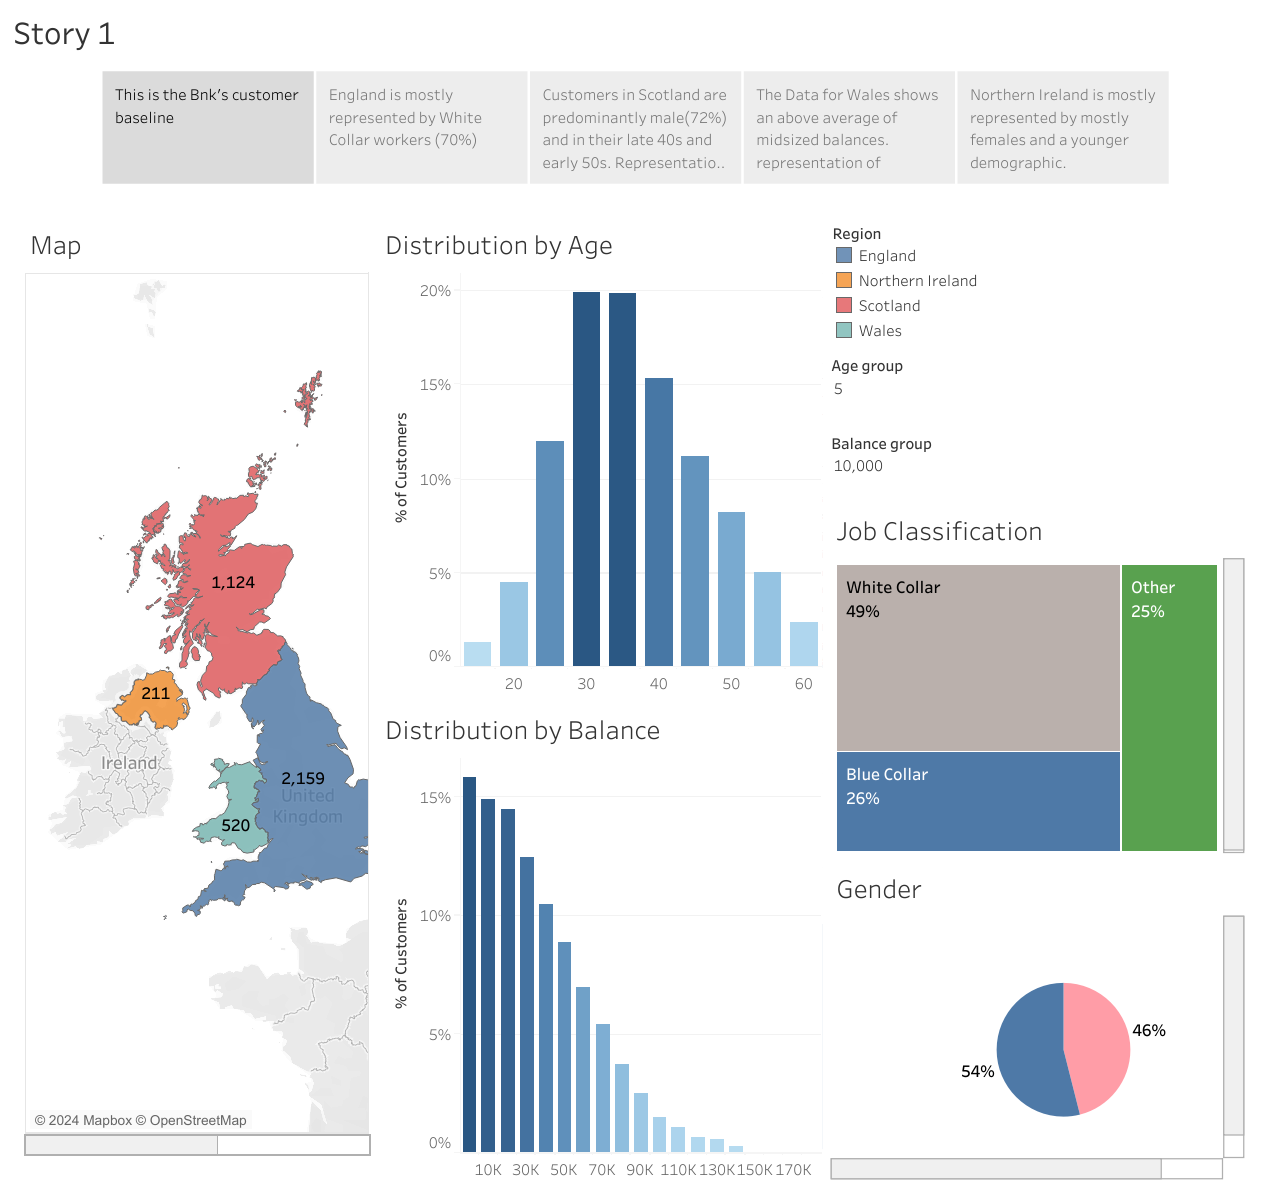 Story 1
This is the Bnk's customer
baseline
England is mostly
represented by White
Collar workers (70%)
Customers in Scotland are
predominantly male(72%)
and in their late 40s and
early 50s. Representatio..
The Data for Wales shows
an above average of
midsized balances.
representation of
Northern Ireland is mostly
represented by mostly
females and a younger
demographic.
Map
1,124
211
Ireland
2,159
United
Kingdom
520
© 2024 Mapbox © OpenStreetMap
Distribution by Age
% of Customers
20%
15%
10%
5%
0%
20 30 40 50 60
Distribution by Balance
% of Customers
15%
10%
5%
0%
10K 30K 50K 70K 90K 110K 130K 150K 170K
Region
England
Northern Ireland
Scotland
Wales
Age group
5
Balance group
10,000
Job Classification
White Collar
49%
Other
25%
Blue Collar
26%
Gender
46%
54%